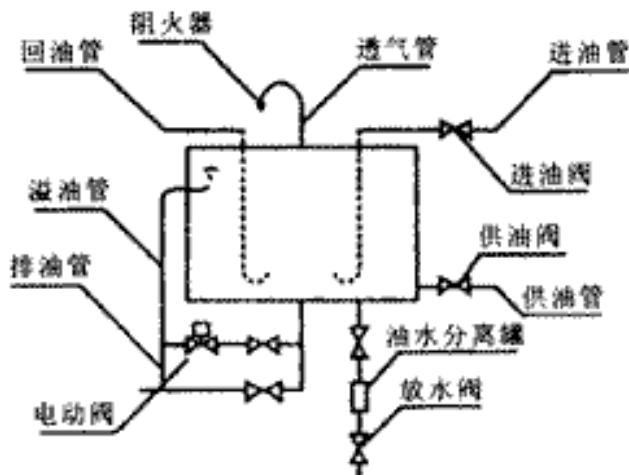 阻火器
回油管
透气管
进油管
进油阀
溢油管
供油阀
排油管
供油管
油水分离罐
放水阀
电动阀